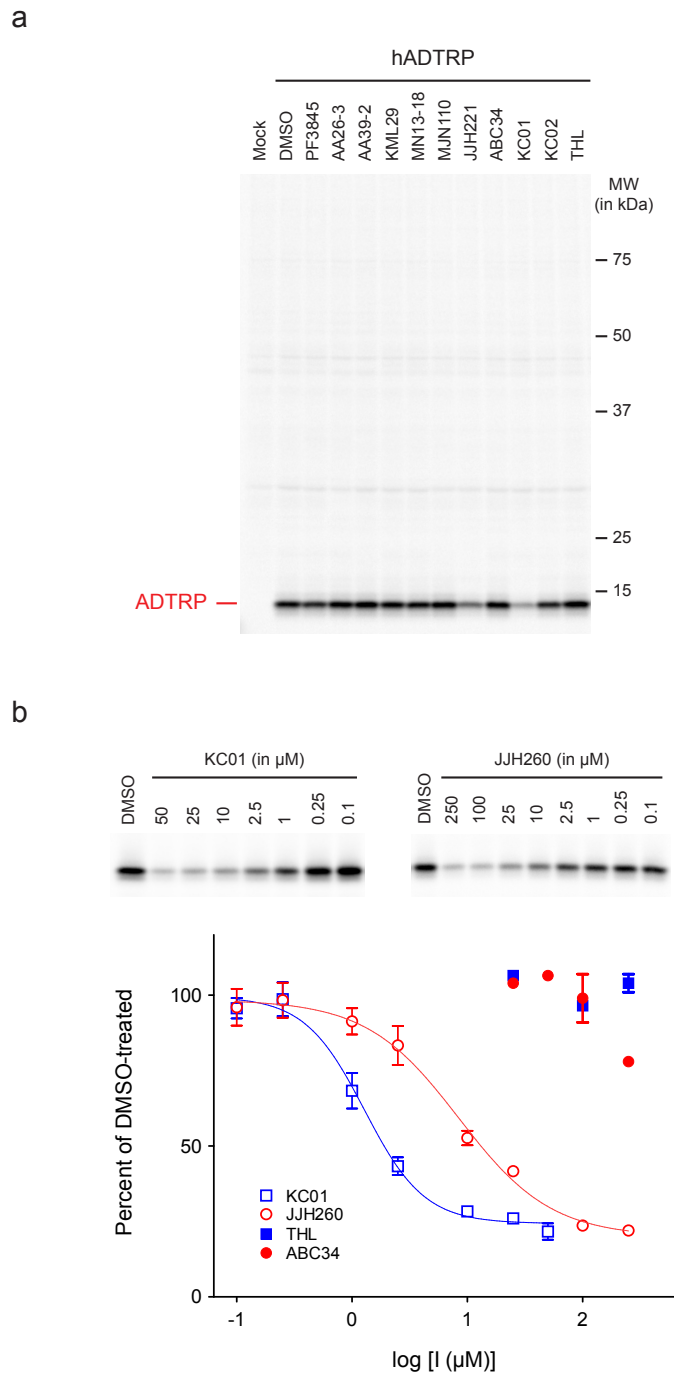 a
hADTRP
Mock
DMSO
PF3845
AA26-3
AA39-2
KML29
MN13-18
MJN110
JJH221
ABC34
KC01
KC02
THL
MW
(in kDa)
75
50
37
25
15
ADTRP
b
KC01 (in μM)
DMSO
50
25
10
2.5
1
0.25
0.1
JJH260 (in μM)
DMSO
250
100
25
10
2.5
1
0.25
0.1
Percent of DMSO-treated
100
50
0
KC01
JJH260
THL
ABC34
-1
0
1
2
log [I (μM)]